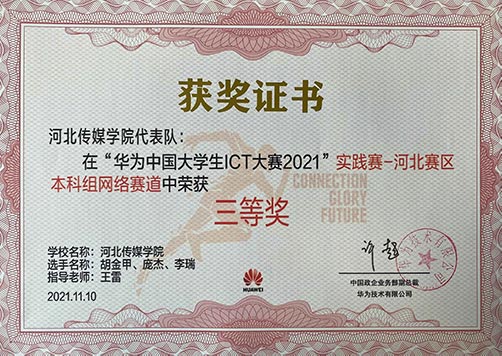 获奖证书
河北传媒学院代表队：
在“华为中国大学生ICT大赛2021”实践赛-河北赛区
本科组网络赛道中荣获
CONNECTION
GLORY
FUTURE
三等奖
学校名称：河北传媒学院
选手名称：胡金甲、庞杰、李瑞
指导老师：王雷
2021.11.10
HUAWEI
中国政企业务部副总裁
华为技术有限公司